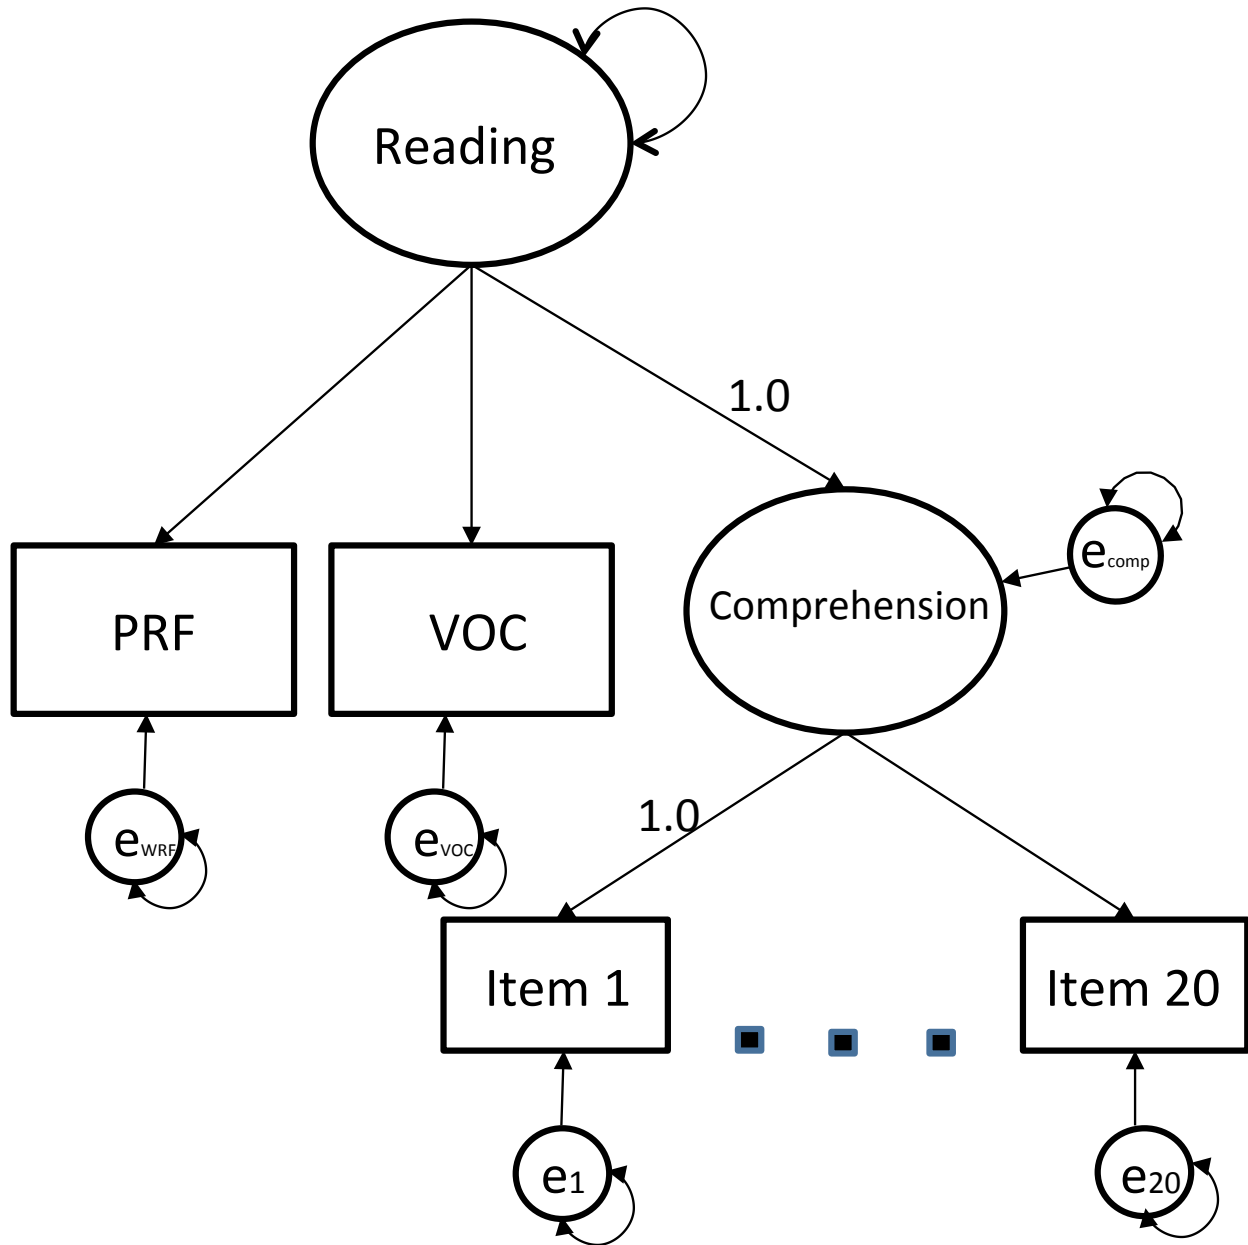 Reading
1.0
PRF
VOC
Comprehension
ecomp
eWRF
eVOC
1.0
Item 1
Item 20
e1
e20